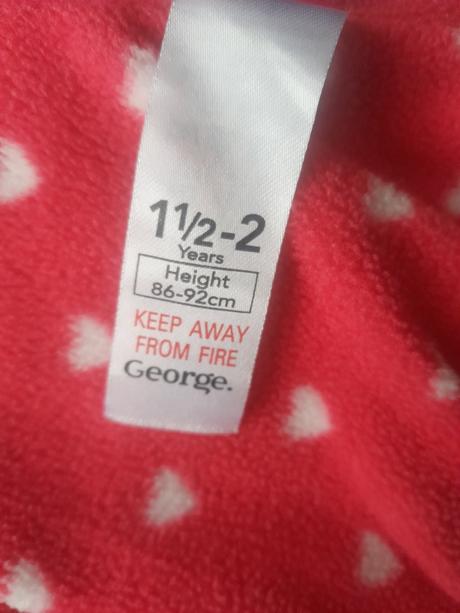 1½-2
Years
Height
86-92cm
KEEP AWAY
FROM FIRE
George.